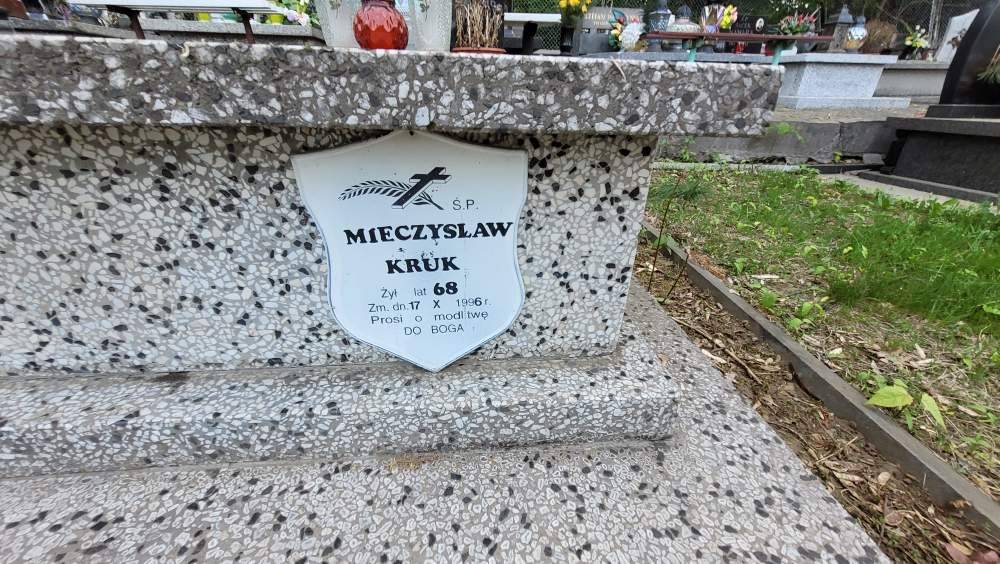 Ś.P.
MIECZYSŁAW
KRUK
Żył lat 68
Zm. dn. 17 X 1996 r.
Prosi o modlitwę
DO BOGA